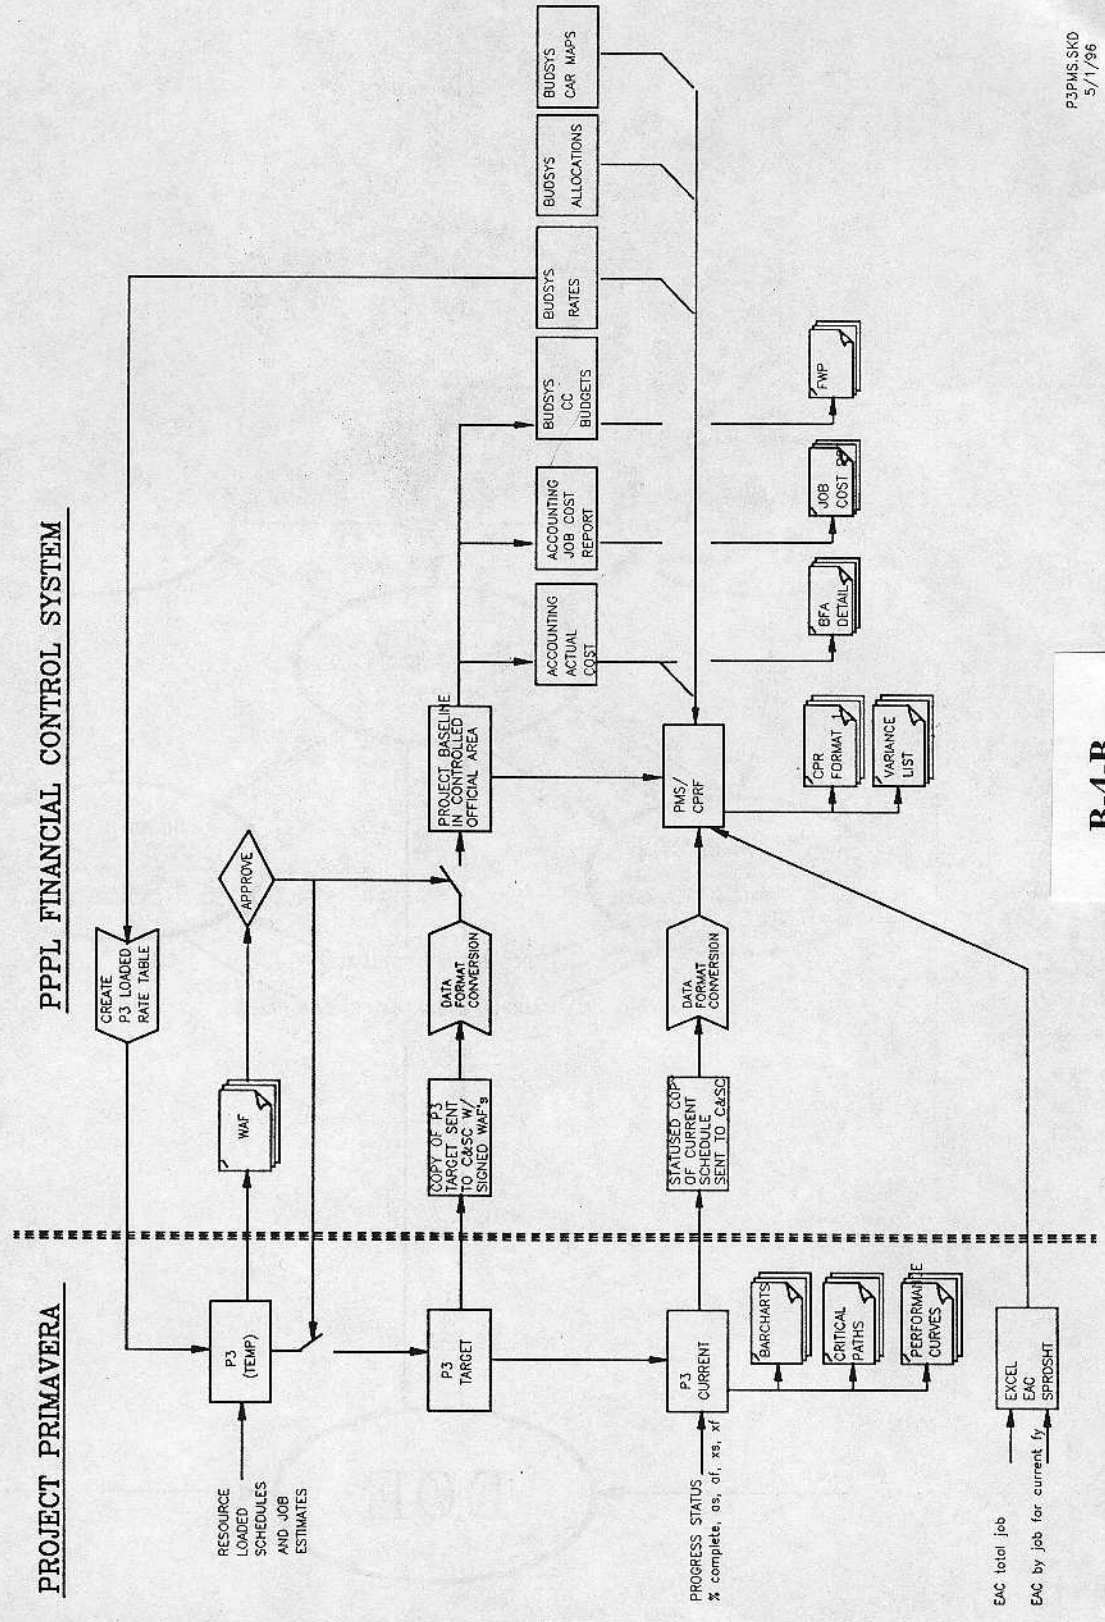 PROJECT PRIMAVERA
PPPL FINANCIAL CONTROL SYSTEM
RESOURCE
LOADED
SCHEDULES
AND JOB
ESTIMATES
P3
(TEMP)
WAF
APPROVE
CREATE
P3 LOADED
RATE TABLE
P3
TARGET
COPY OF P3
TARGET SENT
TO C&SC W/
SIGNED WAF's
DATA
FORMAT
CONVERSION
PROJECT BASELINE
IN CONTROLLED
OFFICIAL AREA
ACCOUNTING
ACTUAL
COST
ACCOUNTING
JOB COST
REPORT
BUDSYS
CC
BUDGETS
BUDSYS
RATES
BUDSYS
ALLOCATIONS
BUDSYS
CAR MAPS
PROGRESS STATUS
% complete, as, af, xs, xf
P3
CURRENT
STATUSED COP
OF CURRENT
SCHEDULE
SENT TO C&SC
DATA
FORMAT
CONVERSION
PMS/
CPRF
BARCHARTS
CRITICAL
PATHS
PERFORMANCE
CURVES
CPR
FORMAT 1
VARIANCE
LIST
BFA
DETAIL
JOB
COST
FWP
EAC total job
EAC by job for current fy
EXCEL
EAC
SPRDSHT
P3PMS.SKD
5/1/96